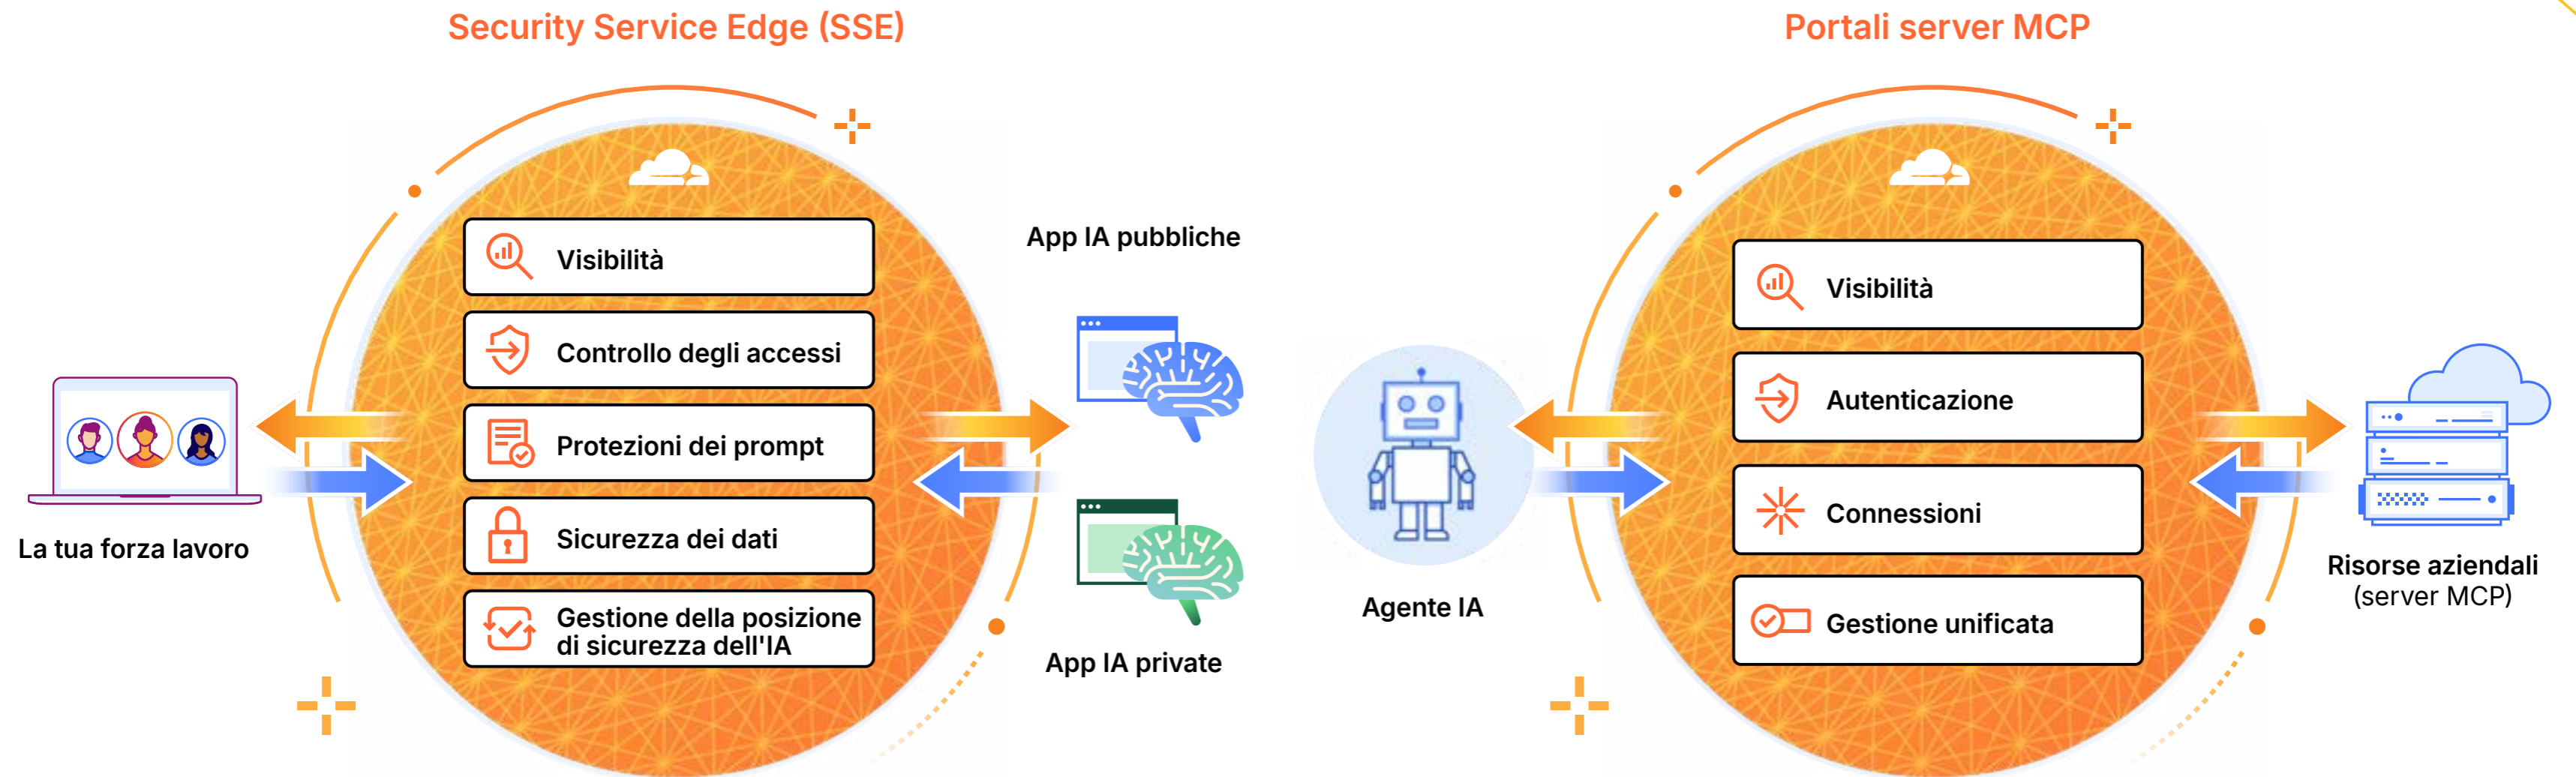 Security Service Edge (SSE)
La tua forza lavoro
Visibilità
Controllo degli accessi
Protezioni dei prompt
Sicurezza dei dati
Gestione della posizione
di sicurezza dell'IA
App IA pubbliche
App IA private
Portali server MCP
Agente IA
Visibilità
Autenticazione
Connessioni
Gestione unificata
Risorse aziendali
(server MCP)